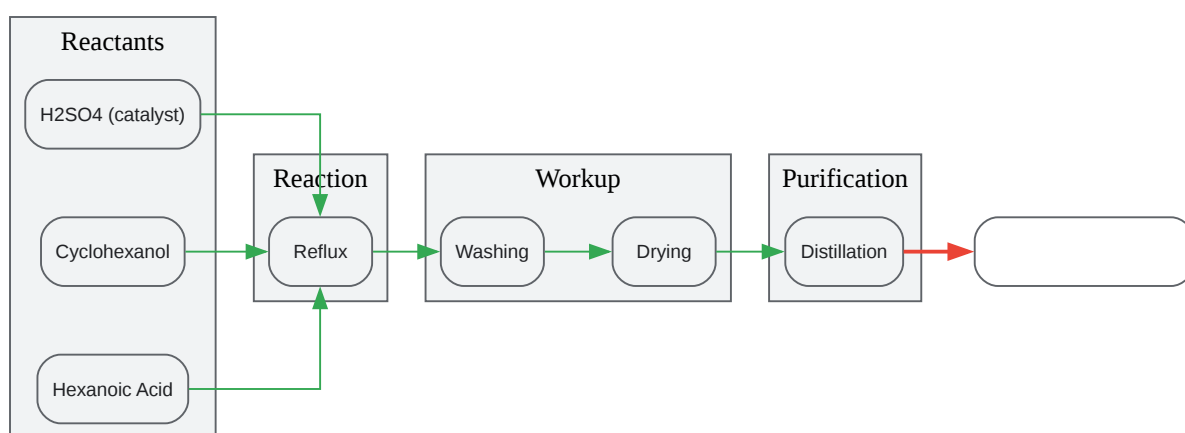 Reactants
H2SO4 (catalyst)
Reaction
Workup
Purification
Cyclohexanol
Reflux
Washing
Drying
Distillation
Hexanoic Acid